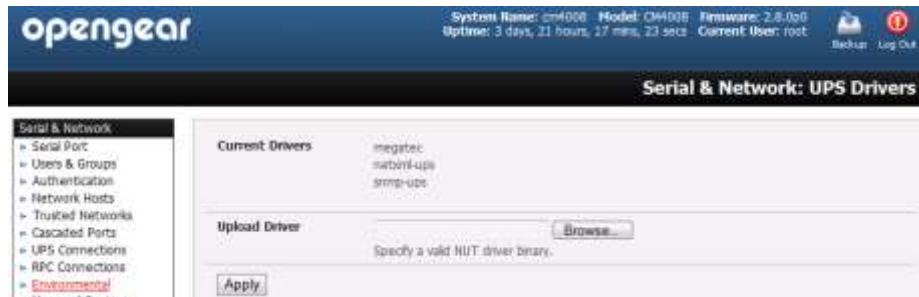 opengear
System Name: cm4008 Model: CM4008 Firmware: 2.8.0p0
Uptime: 3 days, 21 hours, 17 mins, 23 secs Current User: root
Backup Log Out
Serial & Network: UPS Drivers
Serial & Network
Serial Port
Users & Groups
Authentication
Network Hosts
Trusted Networks
Cascaded Ports
UPS Connections
RPC Connections
Environmental
Current Drivers
megatec
netxml-ups
snmp-ups
Upload Driver
Browse...
Specify a valid NUT driver binary.
Apply